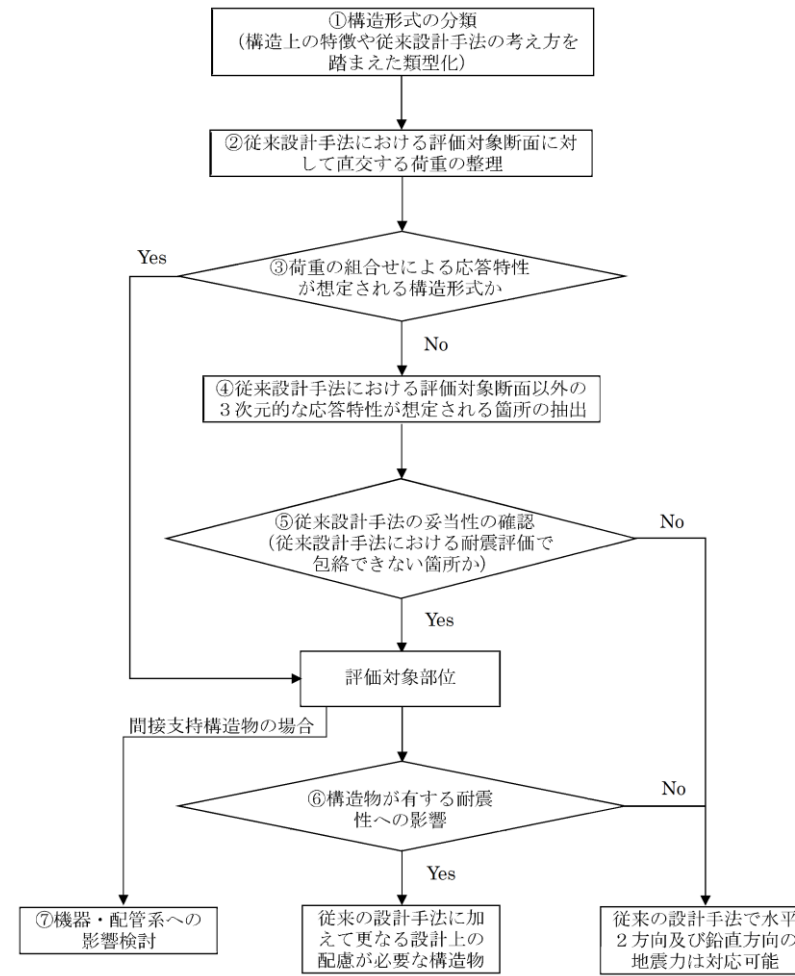 ①構造形式の分類
（構造上の特徴や従来設計手法の考え方を
踏まえた類型化）
②従来設計手法における評価対象断面に対
して直交する荷重の整理
Yes
③荷重の組合せによる応答特性
が想定される構造形式か
No
④従来設計手法における評価対象断面以外の
３次元的な応答特性が想定される箇所の抽出
⑤従来設計手法の妥当性の確認
（従来設計手法における耐震評価で
包絡できない箇所か）
No
Yes
評価対象部位
間接支持構造物の場合
⑥構造物が有する耐震
性への影響
No
Yes
⑦機器・配管系への
影響検討
従来の設計手法に加
えて更なる設計上の
配慮が必要な構造物
従来の設計手法で水平
２方向及び鉛直方向の
地震力は対応可能